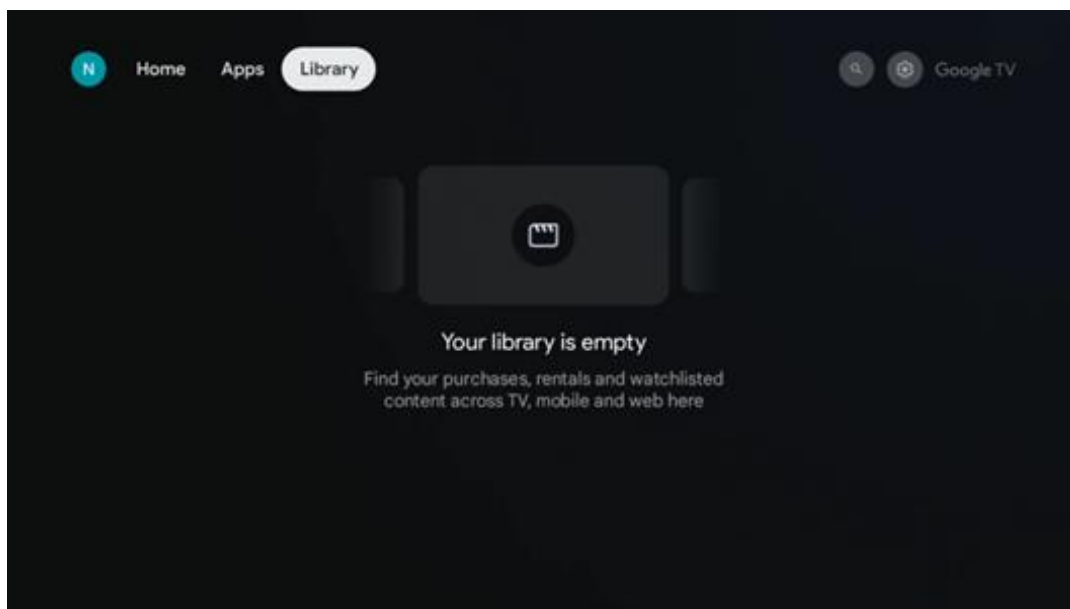 N Home Apps Library Google TV
Your library is empty
Find your purchases, rentals and watchlisted
content across TV, mobile and web here